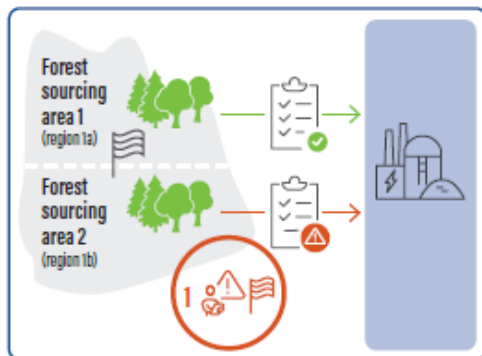 Forest
sourcing
area 1
(region 1a)
Forest
sourcing
area 2
(region 1b)
1